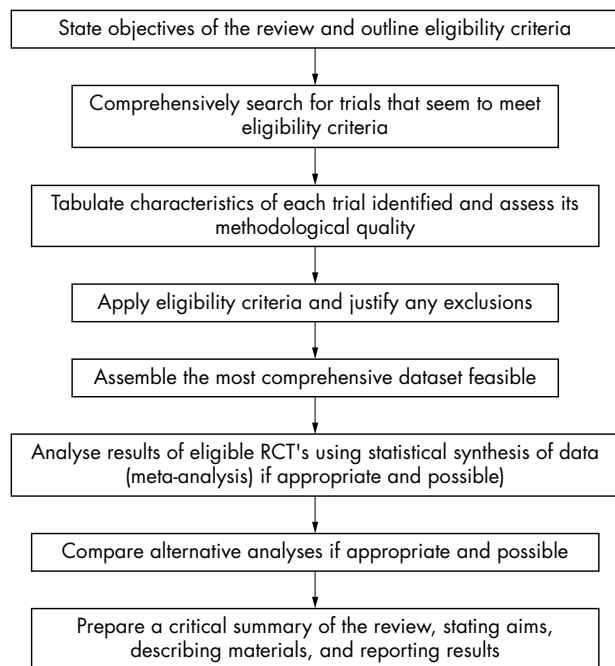 State objectives of the review and outline eligibility criteria
Comprehensively search for trials that seem to meet
eligibility criteria
Tabulate characteristics of each trial identified and assess its
methodological quality
Apply eligibility criteria and justify any exclusions
Assemble the most comprehensive dataset feasible
Analyse results of eligible RCT's using statistical synthesis of data
(meta-analysis) if appropriate and possible)
Compare alternative analyses if appropriate and possible
Prepare a critical summary of the review, stating aims,
describing materials, and reporting results